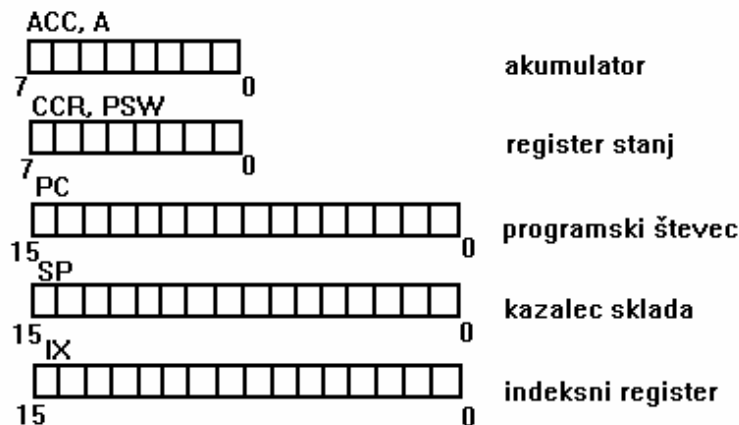 ACC, A
7 0 akumulator
CCR, PSW
7 0 register stanj
PC
15 0 programski števec
SP
15 0 kazalec sklada
IX
15 0 indeksni register